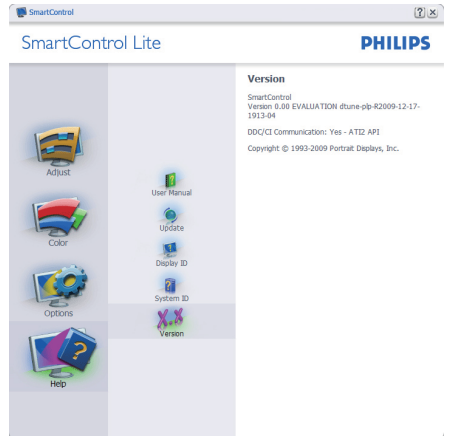 SmartControl
SmartControl Lite
PHILIPS
Adjust
Color
Options
Help
User Manual
Update
Display ID
System ID
Version
Version
SmartControl
Version 0.00 EVALUATION dtune-plp-R2009-12-17-
1913-04
DDC/CI Communication: Yes - ATI2 API
Copyright © 1993-2009 Portrait Displays, Inc.